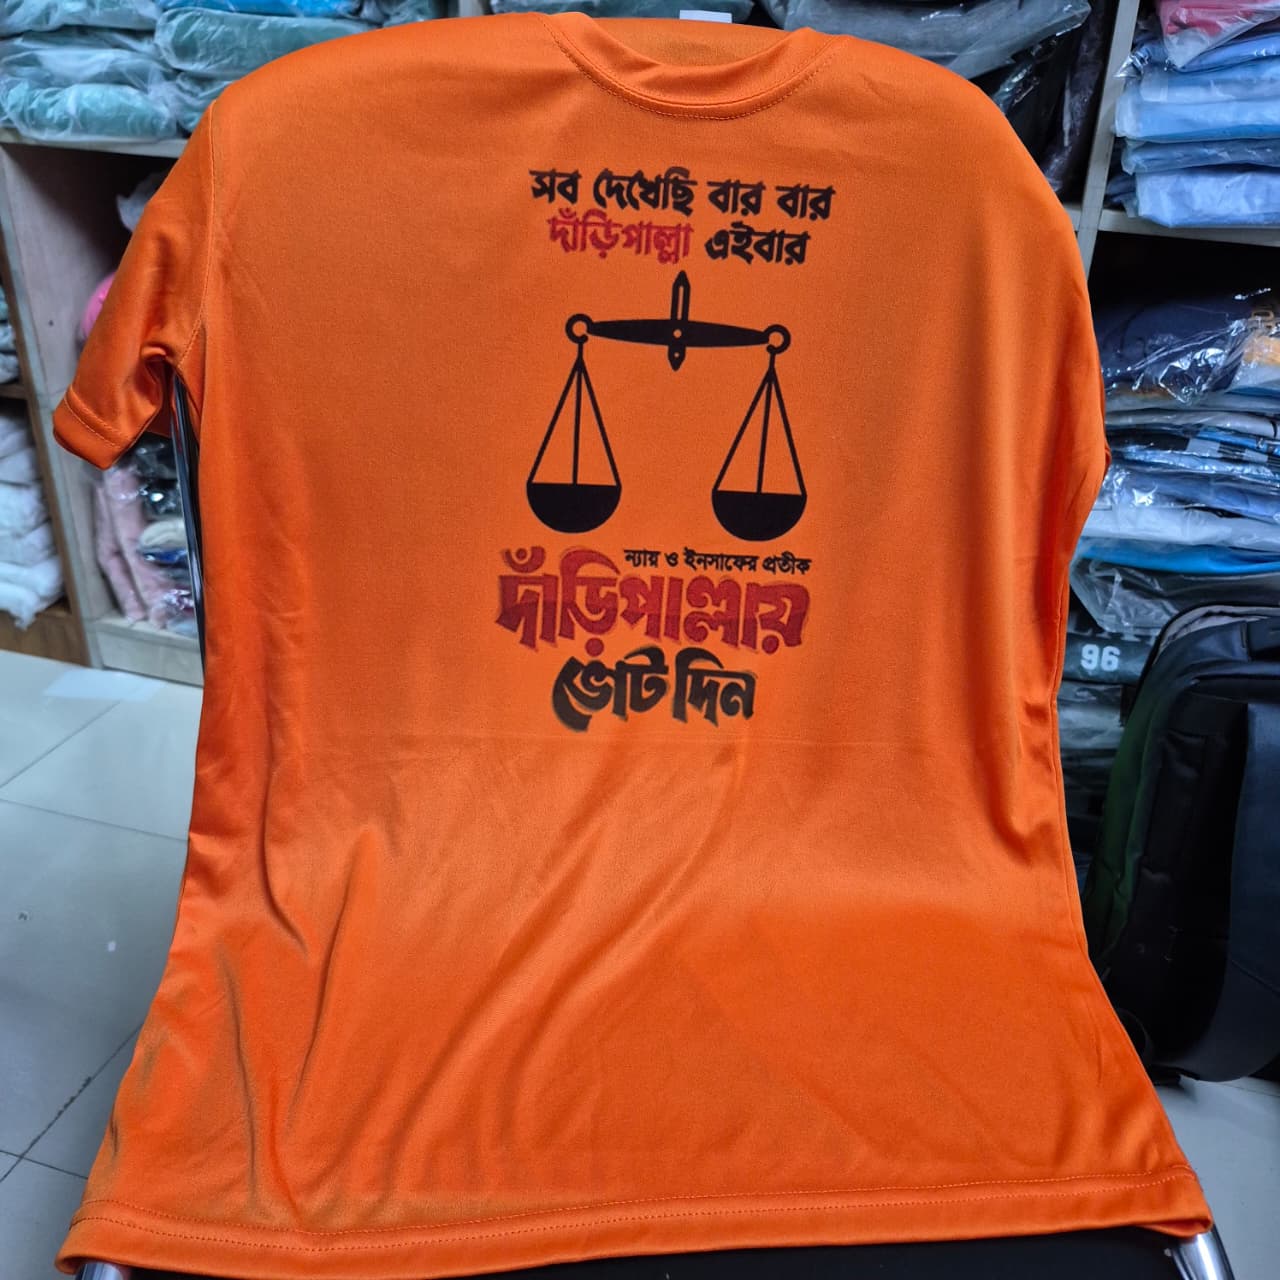 সব দেখেছি বার বার
দাঁড়িপাল্লা এইবার
ন্যায় ও ইনসাফের প্রতীক
দাঁড়িপাল্লায়
ভোট দিন
96